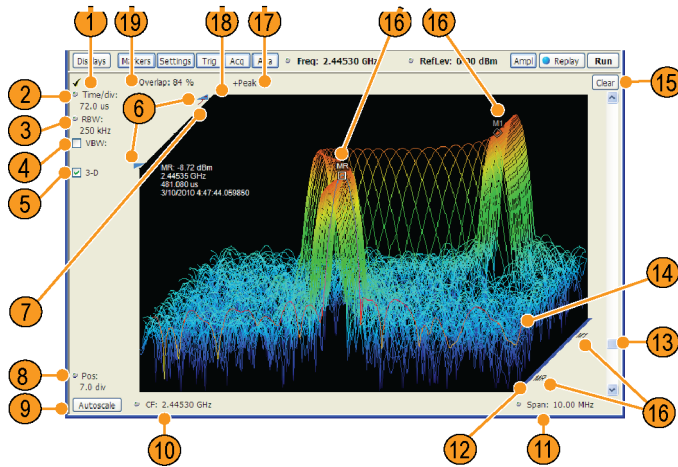 1 19 18 17 16 16
Displays Markers Settings Trig Acq Freq: 2.44530 GHz RefLev: 0.00 dBm Ampl Replay Run
Overlap: 84 % +Peak Clear 15
2 Time/div:
72.0 us
6
3 RBW:
250 kHz
4 VBW:
5 3-D
M1
MR
MR: -8.72 dBm
2.44535 GHz
481.080 us
3/10/2010 4:47:44.059850
7
14
13
M1
MR
8 Pos:
7.0 div
9 Autoscale CF: 2.44530 GHz Span: 10.00 MHz
10 12 11 16